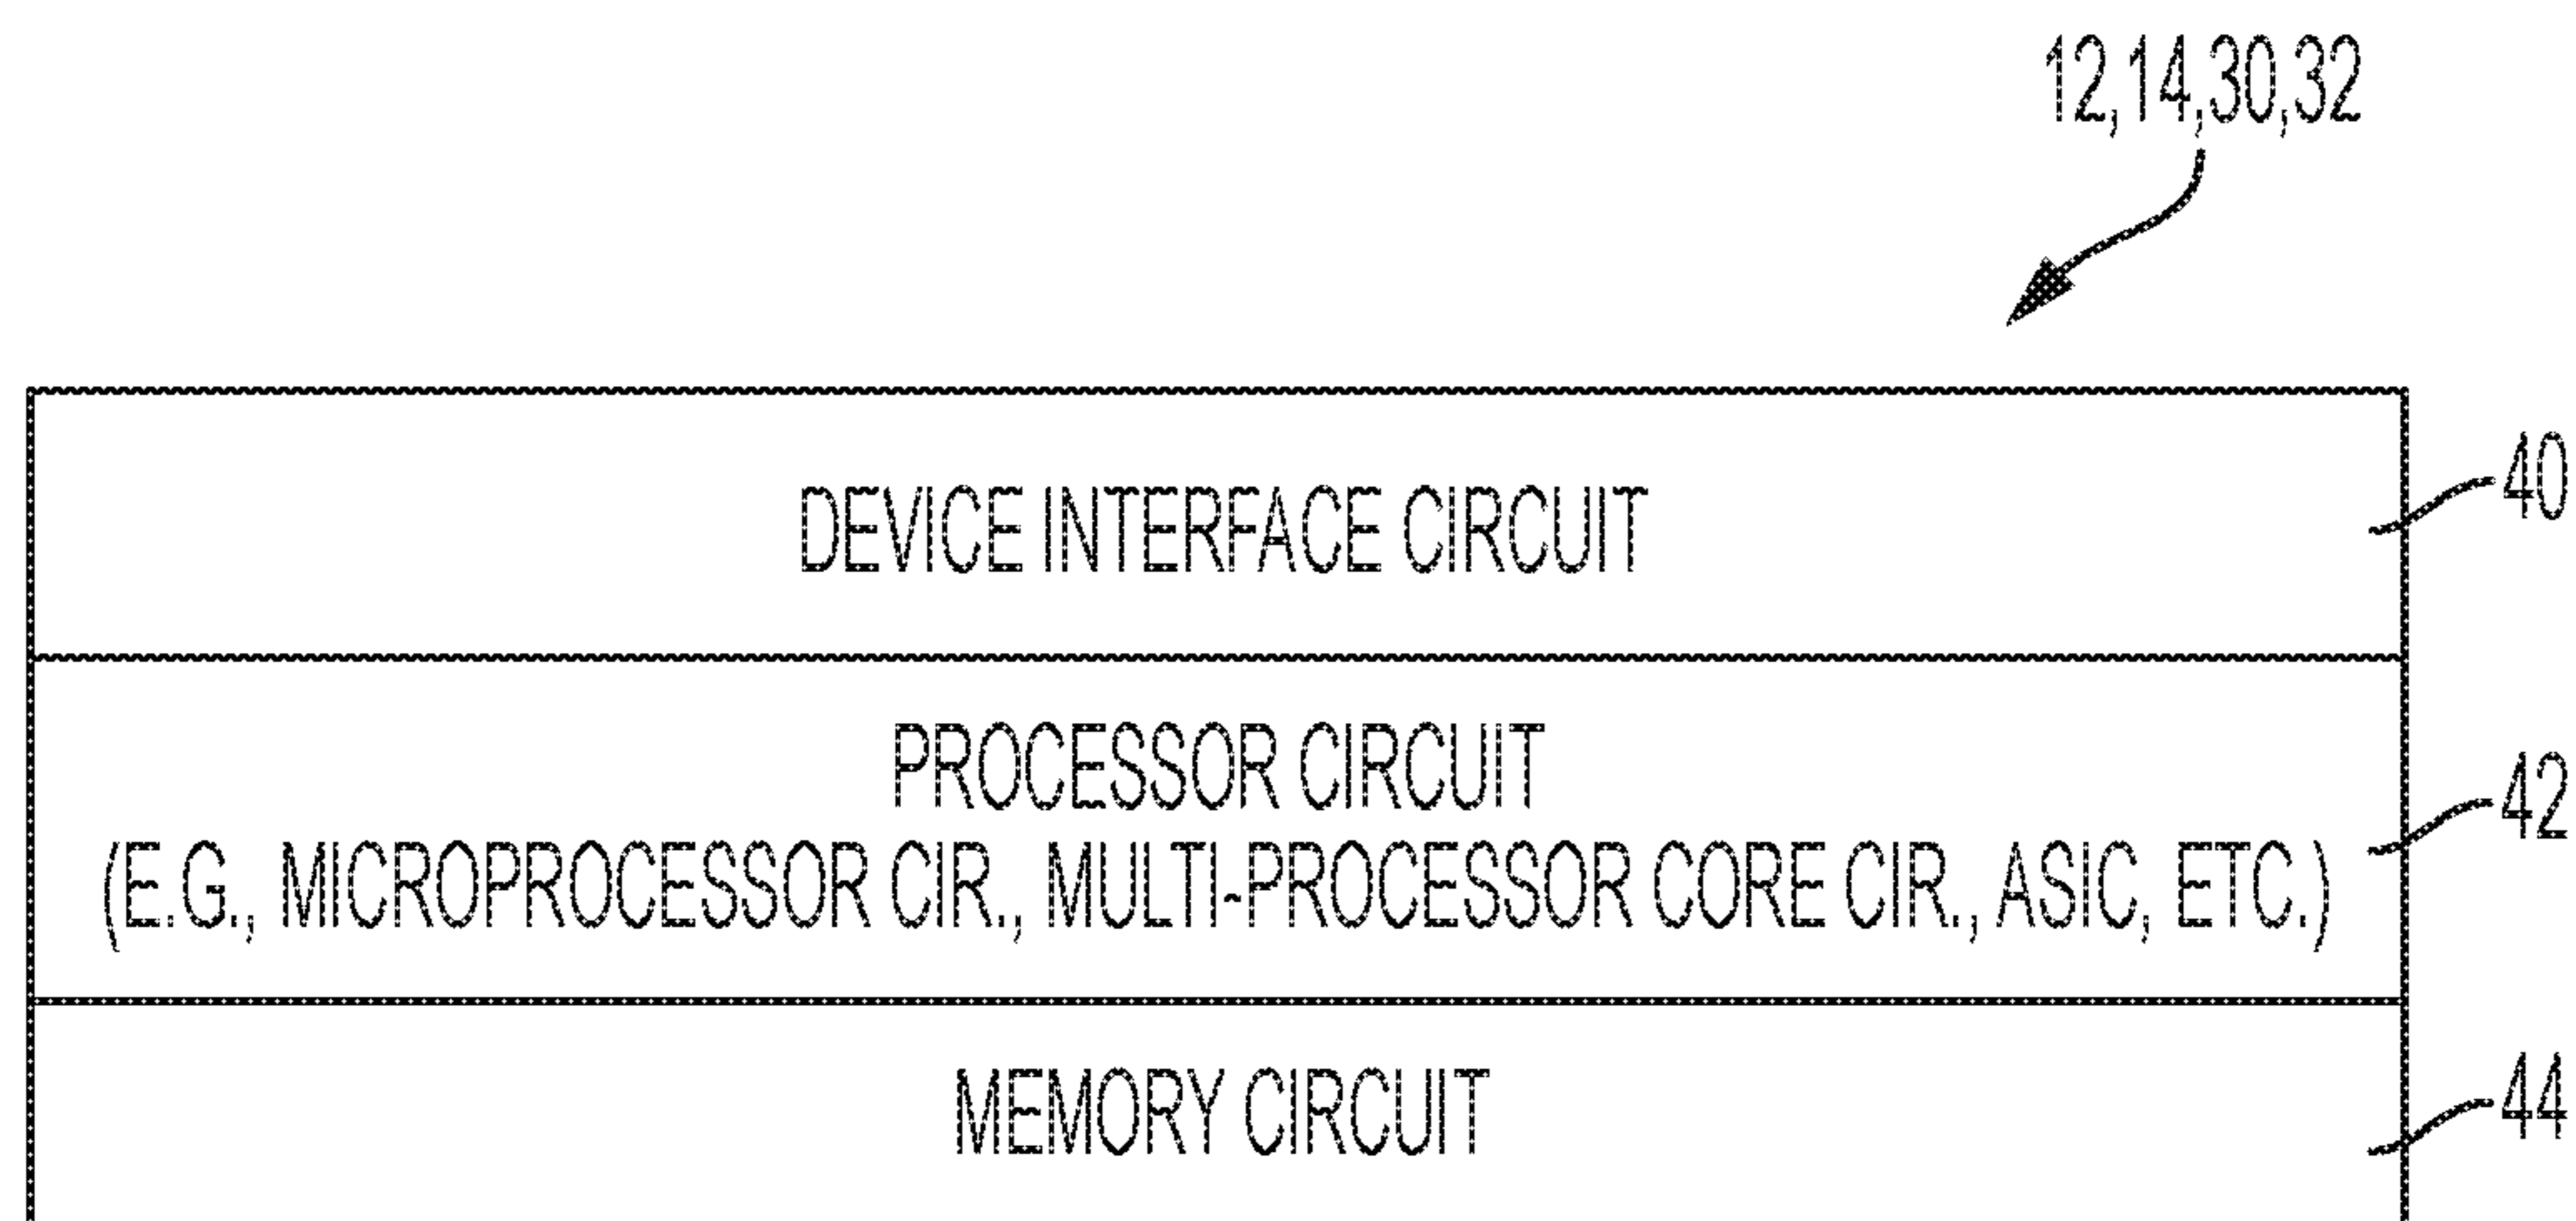 12,14,30,32
DEVICE INTERFACE CIRCUIT
40
PROCESSOR CIRCUIT
(E.G., MICROPROCESSOR CIR., MULTI-PROCESSOR CORE CIR., ASIC, ETC.)
42
MEMORY CIRCUIT
44